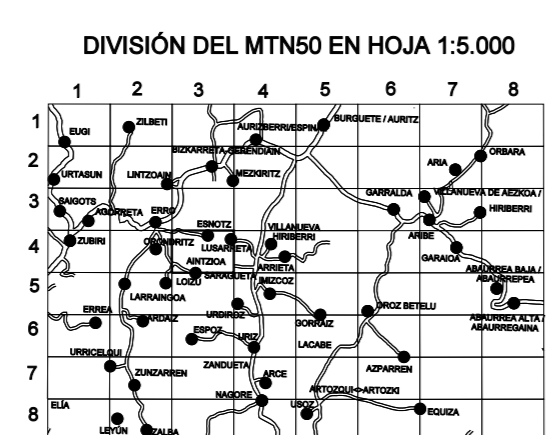 DIVISIÓN DEL MTN50 EN HOJA 1:5.000
1 2 3 4 5 6 7 8
1
ZILBETI
BURGUETE / AURITZ
AURIZBERRI/ESPINAL
EUGI
2
BIZKARRETA-GERENDIAIN
ORBARA
ARIA
URTASUN
LINTZOAIN
MEZKIRITZ
3
GARRALDA
VILLANUEVA DE AEZKOA /
HIRIBERRI
SAIGOTS
AGORRETA
ERRO
ESNOTZ
VILLANUEVA
HIRIBERRI
ARIBE
4
ZUBIRI
ORONDRITZ
LUSARRETA
GARAIOA
AINTZIOA
ARRIETA
ABAURREA BAJA /
ABAURREPEA
5
LOIZU
SARAGUETA
IMIZCOZ
LARRAINGOA
URDIROZ
OROZ BETELU
ERREA
ARDAIZ
GORRAIZ
ABAURREA ALTA /
ABAURREGAINA
6
ESPOZ
URIZ
LACABE
URRICELQUI
ZUNZARREN
ZANDUETA
ARCE
AZPARREN
7
NAGORE
ARTOZQUI<>ARTOZKI
ELÍA
USOZ
EQUIZA
8
LEYÚN
ZALBA